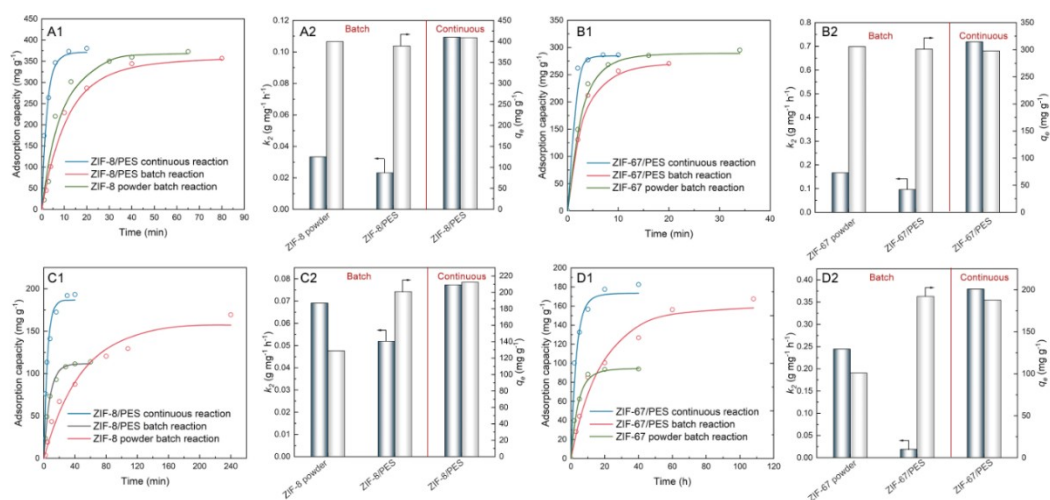 A1
Adsorption capacity (mg g⁻¹)
450
400
350
300
250
200
150
100
50
0
ZIF-8/PES continuous reaction
ZIF-8/PES batch reaction
ZIF-8 powder batch reaction
0 10 20 30 40 50 60 70 80
Time (min)
A2
Batch
Continuous
k₂ (g mg⁻¹ h⁻¹)
0.12
0.10
0.08
0.06
0.04
0.02
0.00
450
400
350
300
250
200
150
100
50
0
qₑ (mg g⁻¹)
ZIF-8 powder
ZIF-8/PES
ZIF-8/PES
B1
Adsorption capacity (mg g⁻¹)
400
350
300
250
200
150
100
50
0
ZIF-67/PES continuous reaction
ZIF-67/PES batch reaction
ZIF-67 powder batch reaction
0 10 20 30 40
Time (min)
B2
Batch
Continuous
k₂ (g mg⁻¹ h⁻¹)
0.8
0.7
0.6
0.5
0.4
0.3
0.2
0.1
0.0
350
300
250
200
150
100
50
0
qₑ (mg g⁻¹)
ZIF-67 powder
ZIF-67/PES
ZIF-67/PES
C1
Adsorption capacity (mg g⁻¹)
200
150
100
50
0
ZIF-8/PES continuous reaction
ZIF-8/PES batch reaction
ZIF-8 powder batch reaction
0 40 80 120 160 200 240
Time (min)
C2
Batch
Continuous
k₂ (g mg⁻¹ h⁻¹)
0.08
0.07
0.06
0.05
0.04
0.03
0.02
0.01
0.00
200
180
160
140
120
100
80
60
40
20
0
qₑ (mg g⁻¹)
ZIF-8 powder
ZIF-8/PES
ZIF-8/PES
D1
Adsorption capacity (mg g⁻¹)
200
180
160
140
120
100
80
60
40
20
0
ZIF-67/PES continuous reaction
ZIF-67/PES batch reaction
ZIF-67 powder batch reaction
0 20 40 60 80 100
Time (h)
D2
Batch
Continuous
k₂ (g mg⁻¹ h⁻¹)
0.40
0.35
0.30
0.25
0.20
0.15
0.10
0.05
0.00
200
150
100
50
0
qₑ (mg g⁻¹)
ZIF-67 powder
ZIF-67/PES
ZIF-67/PES